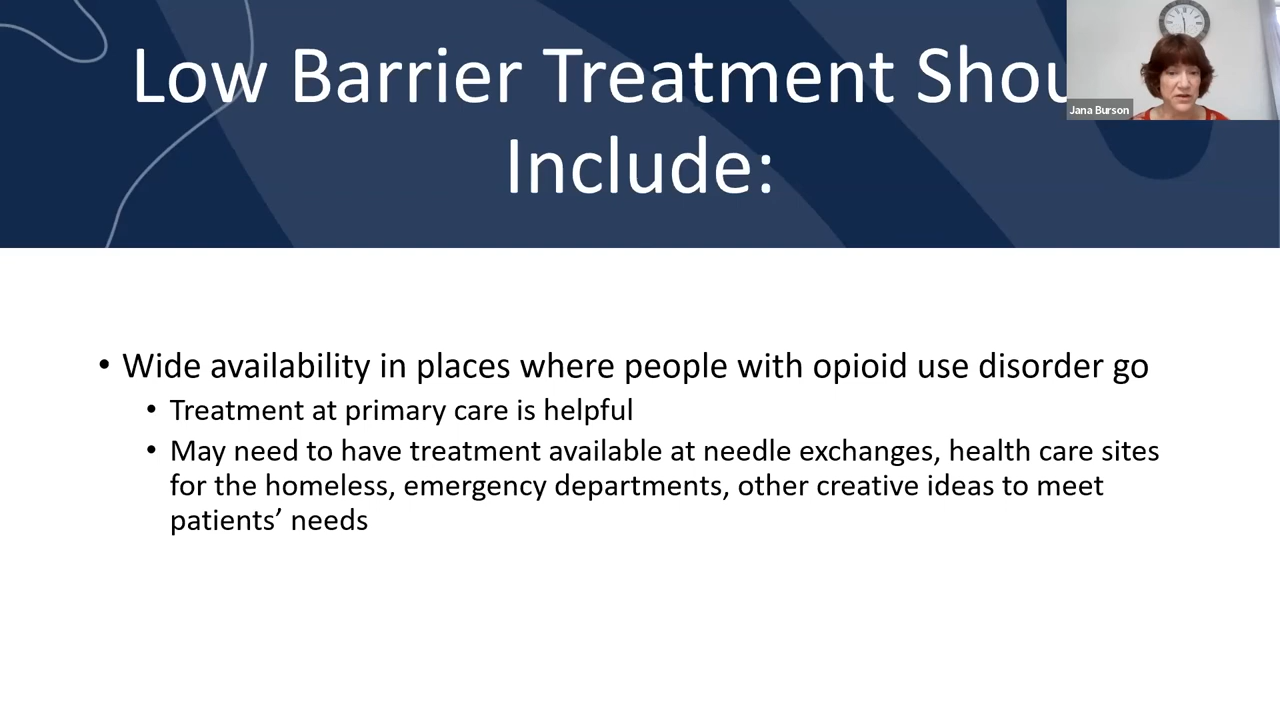 Low Barrier Treatment Shou
Include:
Jana Burson
• Wide availability in places where people with opioid use disorder go
• Treatment at primary care is helpful
• May need to have treatment available at needle exchanges, health care sites
for the homeless, emergency departments, other creative ideas to meet
patients’ needs